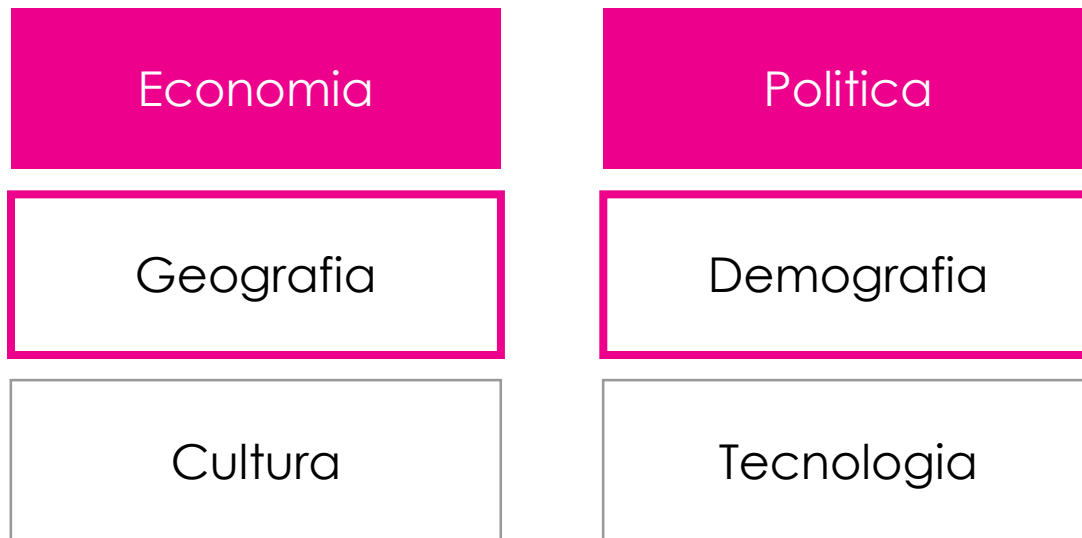 Economia
Politica
Geografia
Demografia
Cultura
Tecnologia